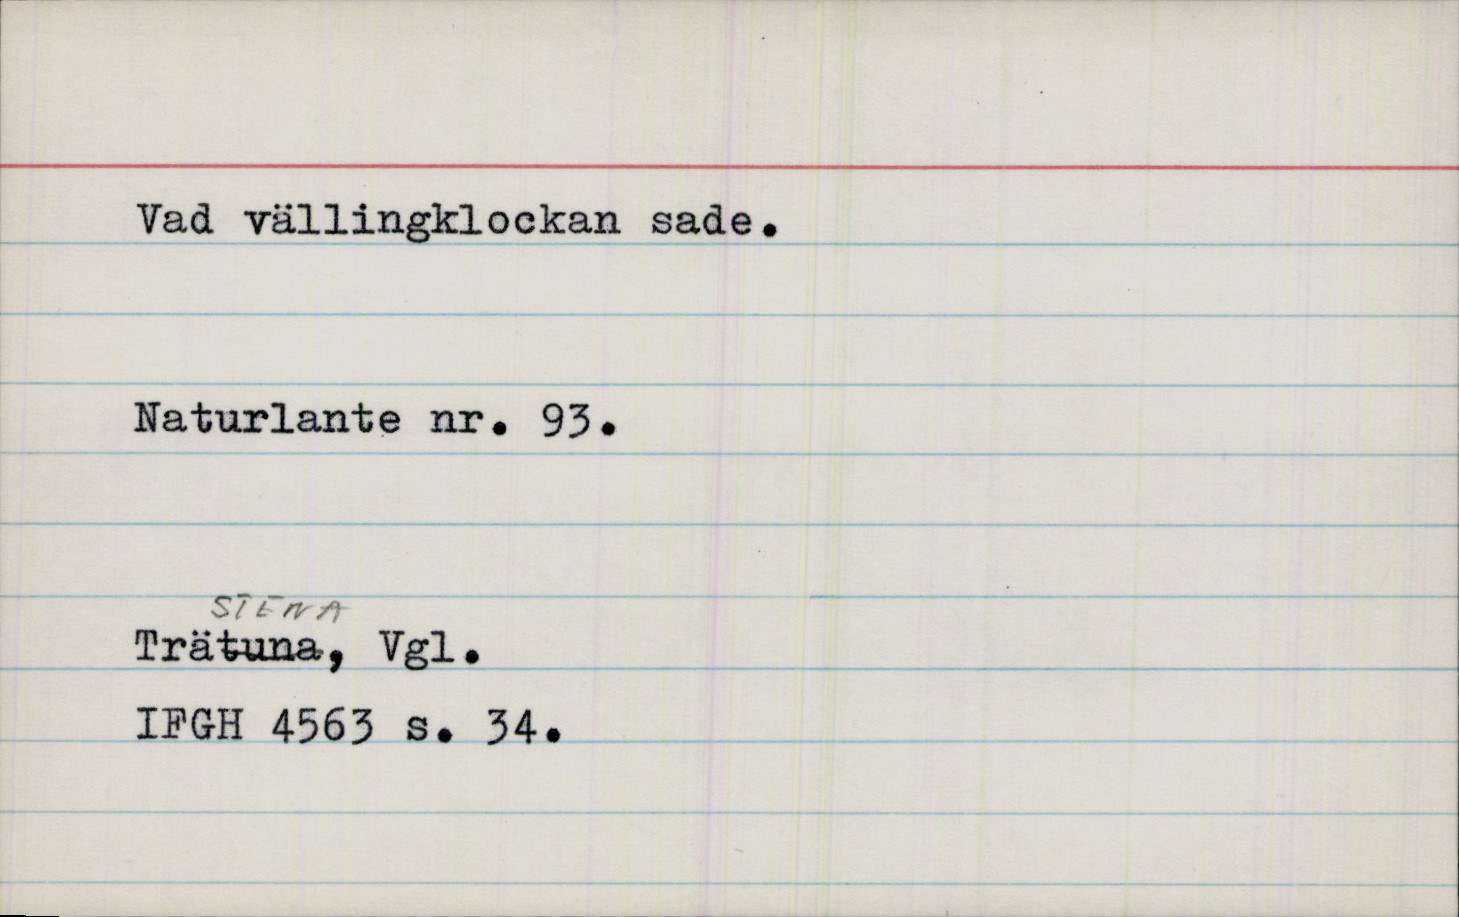 Vad vällingklockan sade.
Naturlante nr. 93.
STENA
Trätuna, Vgl.
IFGH 4563 s. 34.